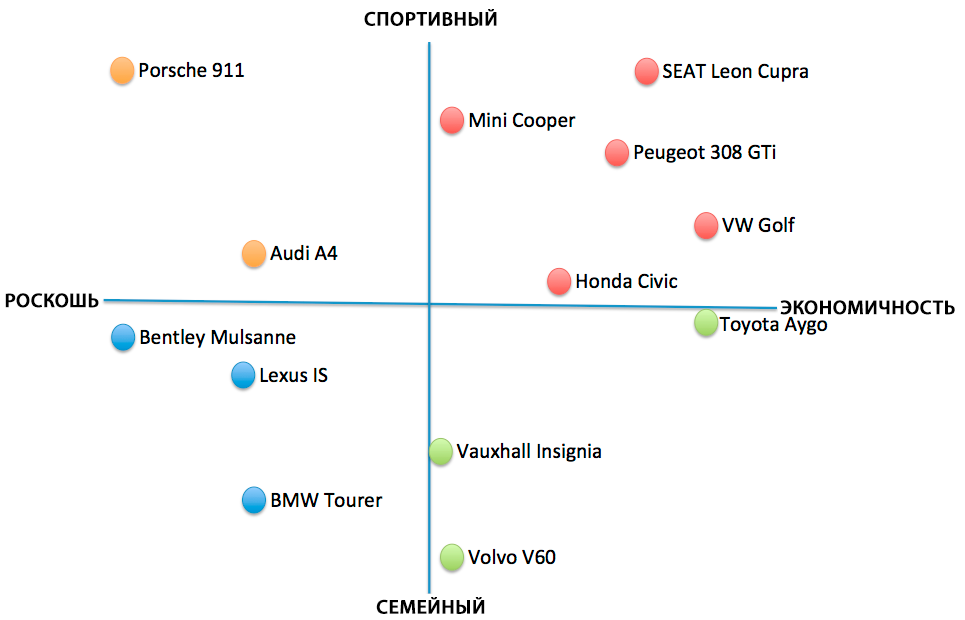 СПОРТИВНЫЙ
Porsche 911
SEAT Leon Cupra
Mini Cooper
Peugeot 308 GTi
VW Golf
Audi A4
Honda Civic
РОСКОШЬ
ЭКОНОМИЧНОСТЬ
Toyota Aygo
Bentley Mulsanne
Lexus IS
Vauxhall Insignia
BMW Tourer
Volvo V60
СЕМЕЙНЫЙ